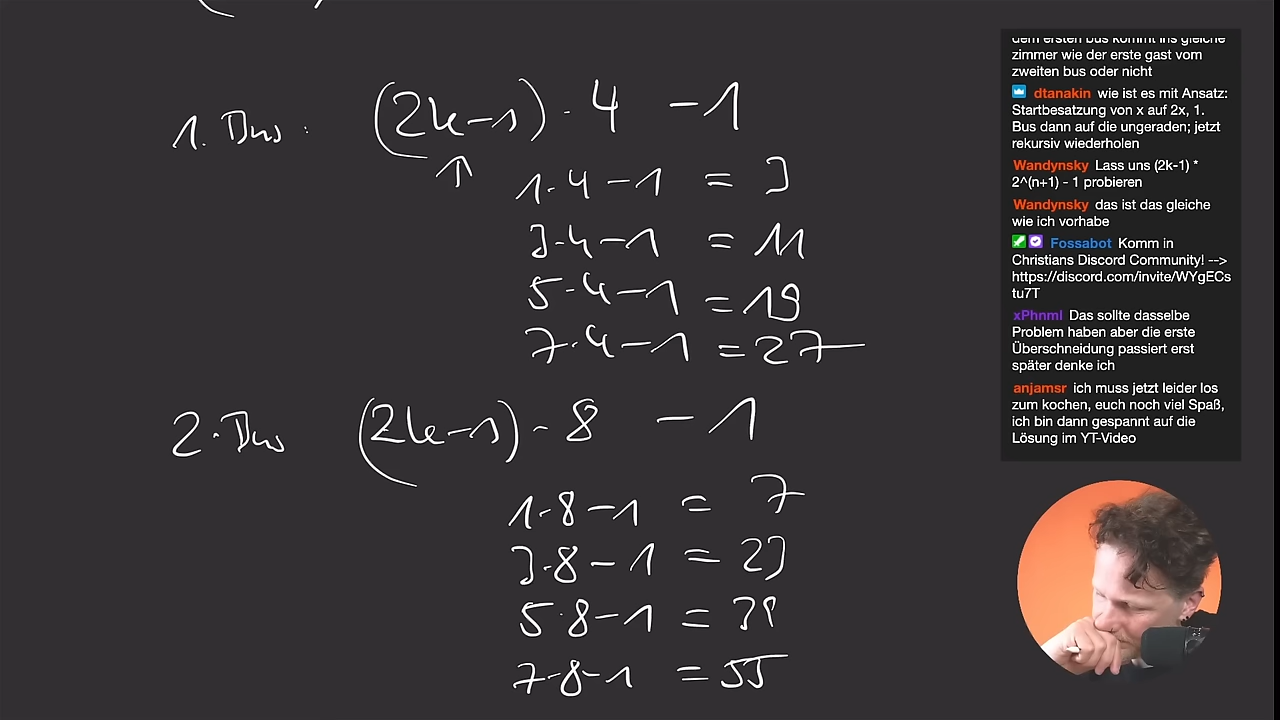 1. Bus : (2k-1) · 4 - 1
↑
1·4-1 = 3
3·4-1 = 11
5·4-1 = 19
7·4-1 = 27
2. Bus (2k-1) · 8 - 1
1·8-1 = 7
3·8-1 = 23
5·8-1 = 39
7·8-1 = 55
dem ersten bus kommt ins gleiche
zimmer wie der erste gast vom
zweiten bus oder nicht
dtanakin wie ist es mit Ansatz:
Startbesatzung von x auf 2x, 1.
Bus dann auf die ungeraden; jetzt
rekursiv wiederholen
Wandynsky Lass uns (2k-1) *
2^(n+1) - 1 probieren
Wandynsky das ist das gleiche
wie ich vorhabe
Fossabot Komm in
Christians Discord Community! -->
https://discord.com/invite/WYgECs
tu7T
xPhnml Das sollte dasselbe
Problem haben aber die erste
Überschneidung passiert erst
später denke ich
anjamsr ich muss jetzt leider los
zum kochen, euch noch viel Spaß,
ich bin dann gespannt auf die
Lösung im YT-Video